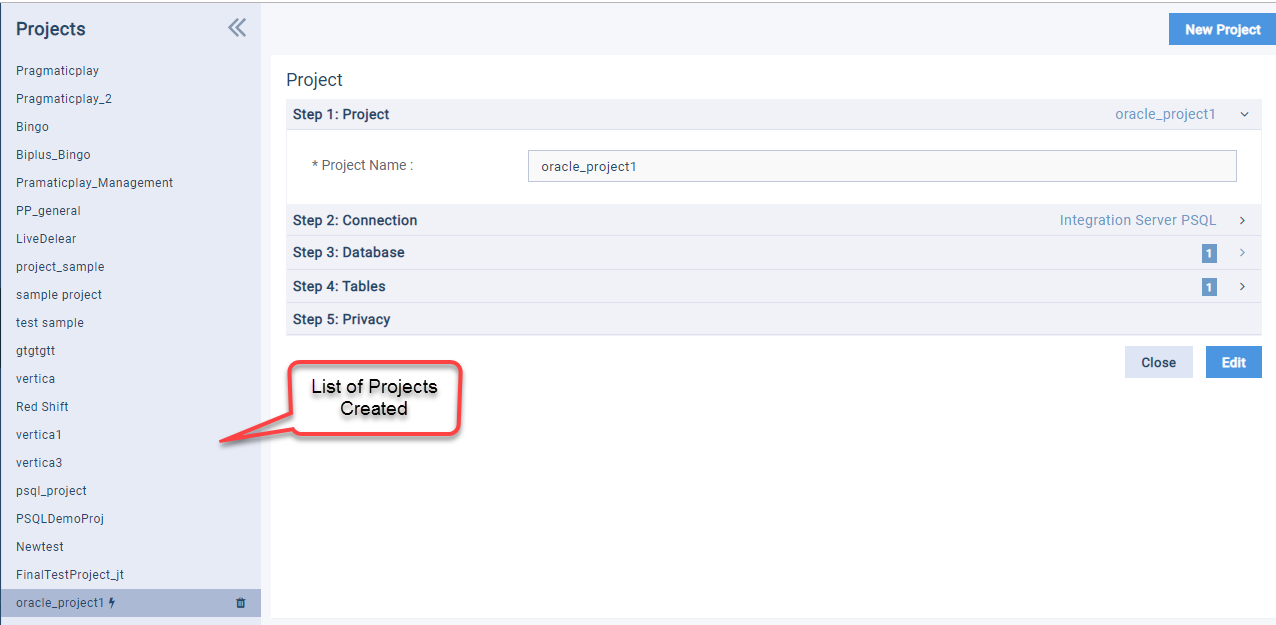 Projects
New Project
Pragmaticplay
Pragmaticplay_2
Bingo
Biplus_Bingo
Pramaticplay_Management
PP_general
LiveDelear
project_sample
sample project
test sample
gtgtgtt
vertica
Red Shift
vertica1
vertica3
psql_project
PSQLDemoProj
Newtest
FinalTestProject_jt
oracle_project1
Project
Step 1: Project oracle_project1
* Project Name : oracle_project1
Step 2: Connection Integration Server PSQL
Step 3: Database 1
Step 4: Tables 1
Step 5: Privacy
Close Edit
List of Projects
Created